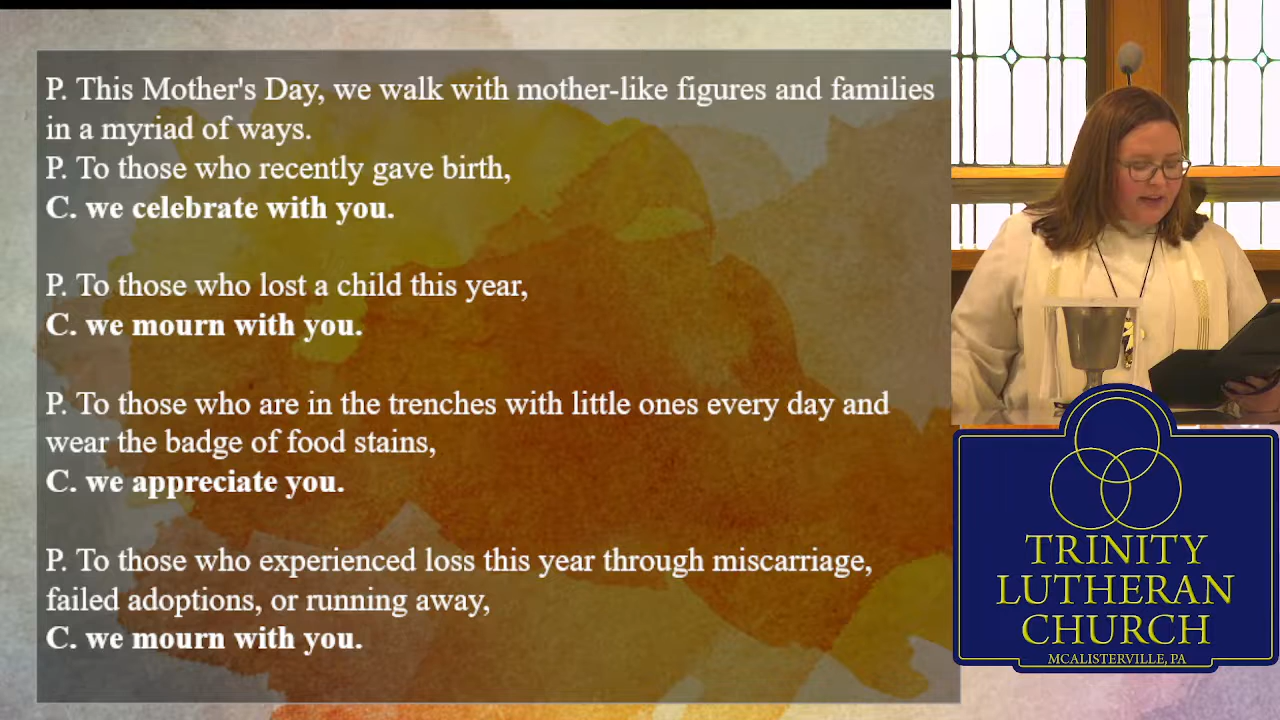 P. This Mother's Day, we walk with mother-like figures and families
in a myriad of ways.
P. To those who recently gave birth,
C. we celebrate with you.
P. To those who lost a child this year,
C. we mourn with you.
P. To those who are in the trenches with little ones every day and
wear the badge of food stains,
C. we appreciate you.
P. To those who experienced loss this year through miscarriage,
failed adoptions, or running away,
C. we mourn with you.
TRINITY
LUTHERAN
CHURCH
MCALISTERVILLE, PA